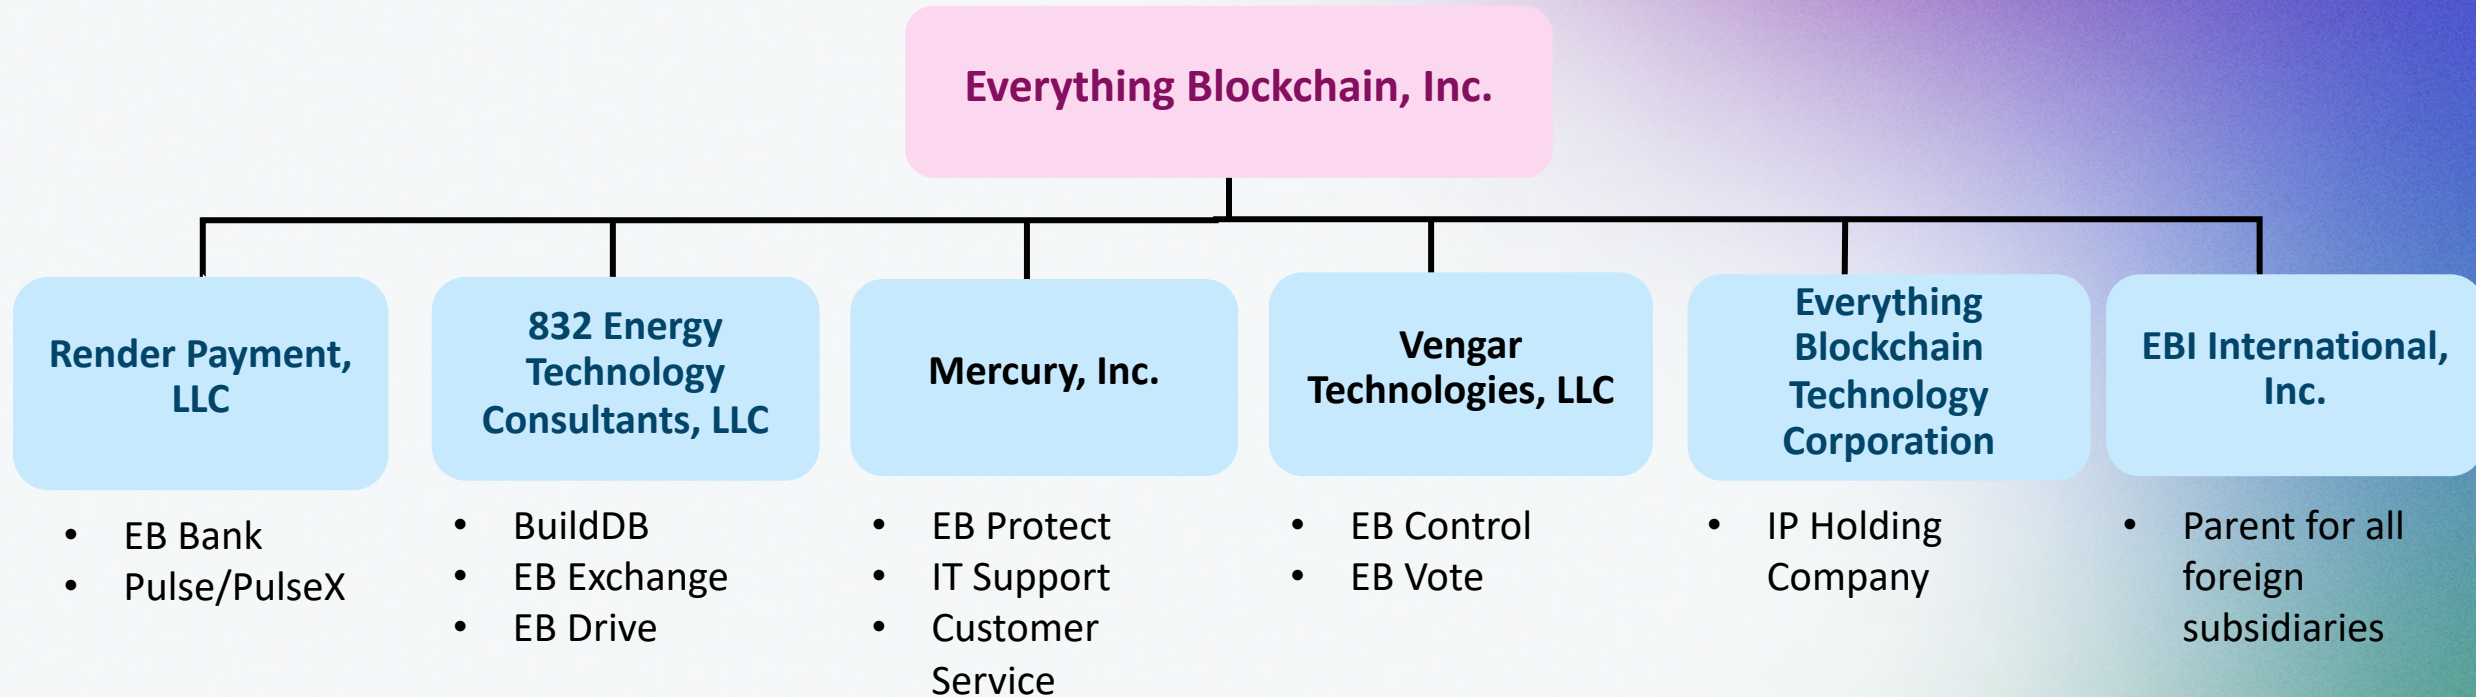 Everything Blockchain, Inc.
Render Payment,
LLC
832 Energy
Technology
Consultants, LLC
Mercury, Inc.
Vengar
Technologies, LLC
Everything
Blockchain
Technology
Corporation
EBI International,
Inc.
• EB Bank
• Pulse/PulseX
• BuildDB
• EB Exchange
• EB Drive
• EB Protect
• IT Support
• Customer
Service
• EB Control
• EB Vote
• IP Holding
Company
• Parent for all
foreign
subsidiaries